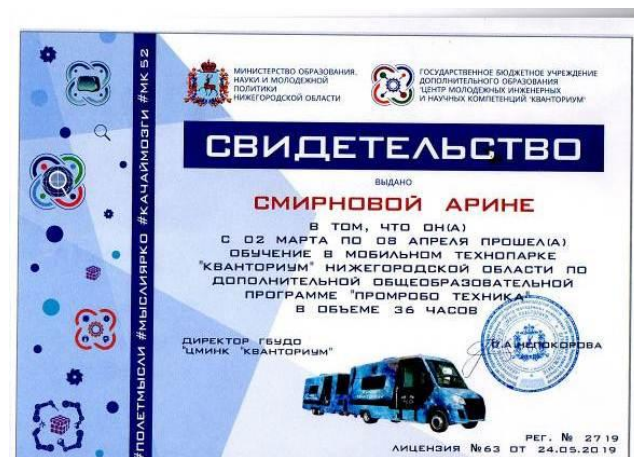 #ПОЛЕТМЫСЛИ #МЫСЛИЯРКО #КАЧАЙМОЗГИ #МК 52
МИНИСТЕРСТВО ОБРАЗОВАНИЯ,
НАУКИ И МОЛОДЕЖНОЙ
ПОЛИТИКИ
НИЖЕГОРОДСКОЙ ОБЛАСТИ
ГОСУДАРСТВЕННОЕ БЮДЖЕТНОЕ УЧРЕЖДЕНИЕ
ДОПОЛНИТЕЛЬНОГО ОБРАЗОВАНИЯ
"ЦЕНТР МОЛОДЕЖНЫХ ИНЖЕНЕРНЫХ
И НАУЧНЫХ КОМПЕТЕНЦИЙ "КВАНТОРИУМ"
СВИДЕТЕЛЬСТВО
ВЫДАНО
СМИРНОВОЙ АРИНЕ
В ТОМ, ЧТО ОН(А)
С 02 МАРТА ПО 08 АПРЕЛЯ ПРОШЕЛ(А)
ОБУЧЕНИЕ В МОБИЛЬНОМ ТЕХНОПАРКЕ
"КВАНТОРИУМ" НИЖЕГОРОДСКОЙ ОБЛАСТИ ПО
ДОПОЛНИТЕЛЬНОЙ ОБЩЕОБРАЗОВАТЕЛЬНОЙ
ПРОГРАММЕ "ПРОМРОБО ТЕХНИКА"
В ОБЪЕМЕ 36 ЧАСОВ
ДИРЕКТОР ГБУДО
"ЦМИНК "КВАНТОРИУМ"
О.А.НЕПОКОРОВА
РЕГ. № 2719
ЛИЦЕНЗИЯ №63 ОТ 24.05.2019